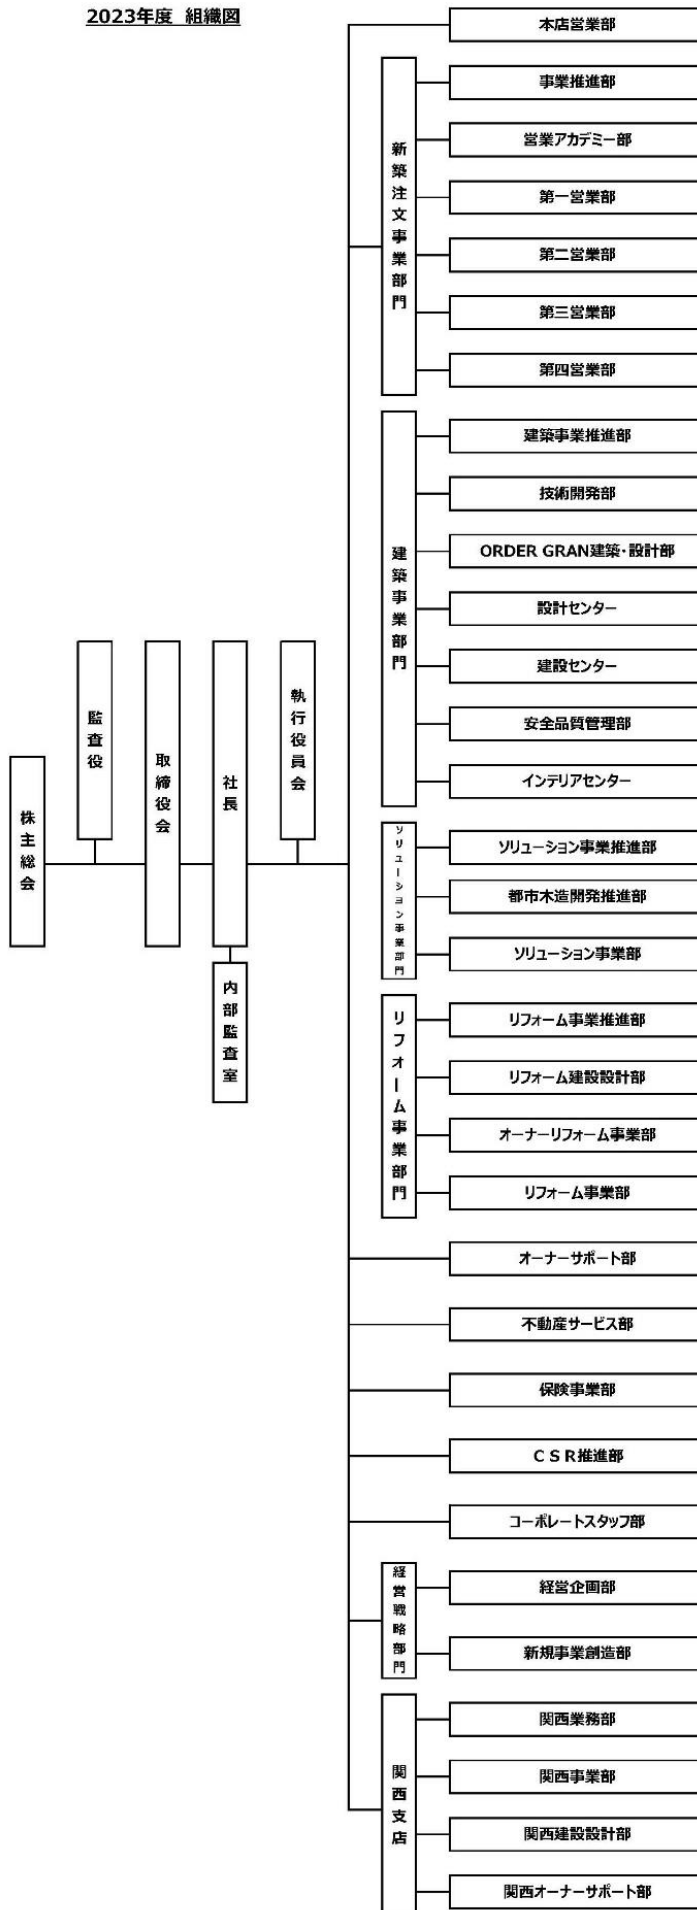 2023年度 組織図
株主総会
監査役
取締役会
社長
内部監査室
執行役員会
本店営業部
新築注文事業部門
事業推進部
営業アカデミー部
第一営業部
第二営業部
第三営業部
第四営業部
建築事業部門
建築事業推進部
技術開発部
ORDER GRAN建築・設計部
設計センター
建設センター
安全品質管理部
インテリアセンター
ソリューション事業部門
ソリューション事業推進部
都市木造開発推進部
ソリューション事業部
リフォーム事業部門
リフォーム事業推進部
リフォーム建設設計部
オーナーリフォーム事業部
リフォーム事業部
オーナーサポート部
不動産サービス部
保険事業部
ＣＳＲ推進部
コーポレートスタッフ部
経営戦略部門
経営企画部
新規事業創造部
関西支店
関西業務部
関西事業部
関西建設設計部
関西オーナーサポート部